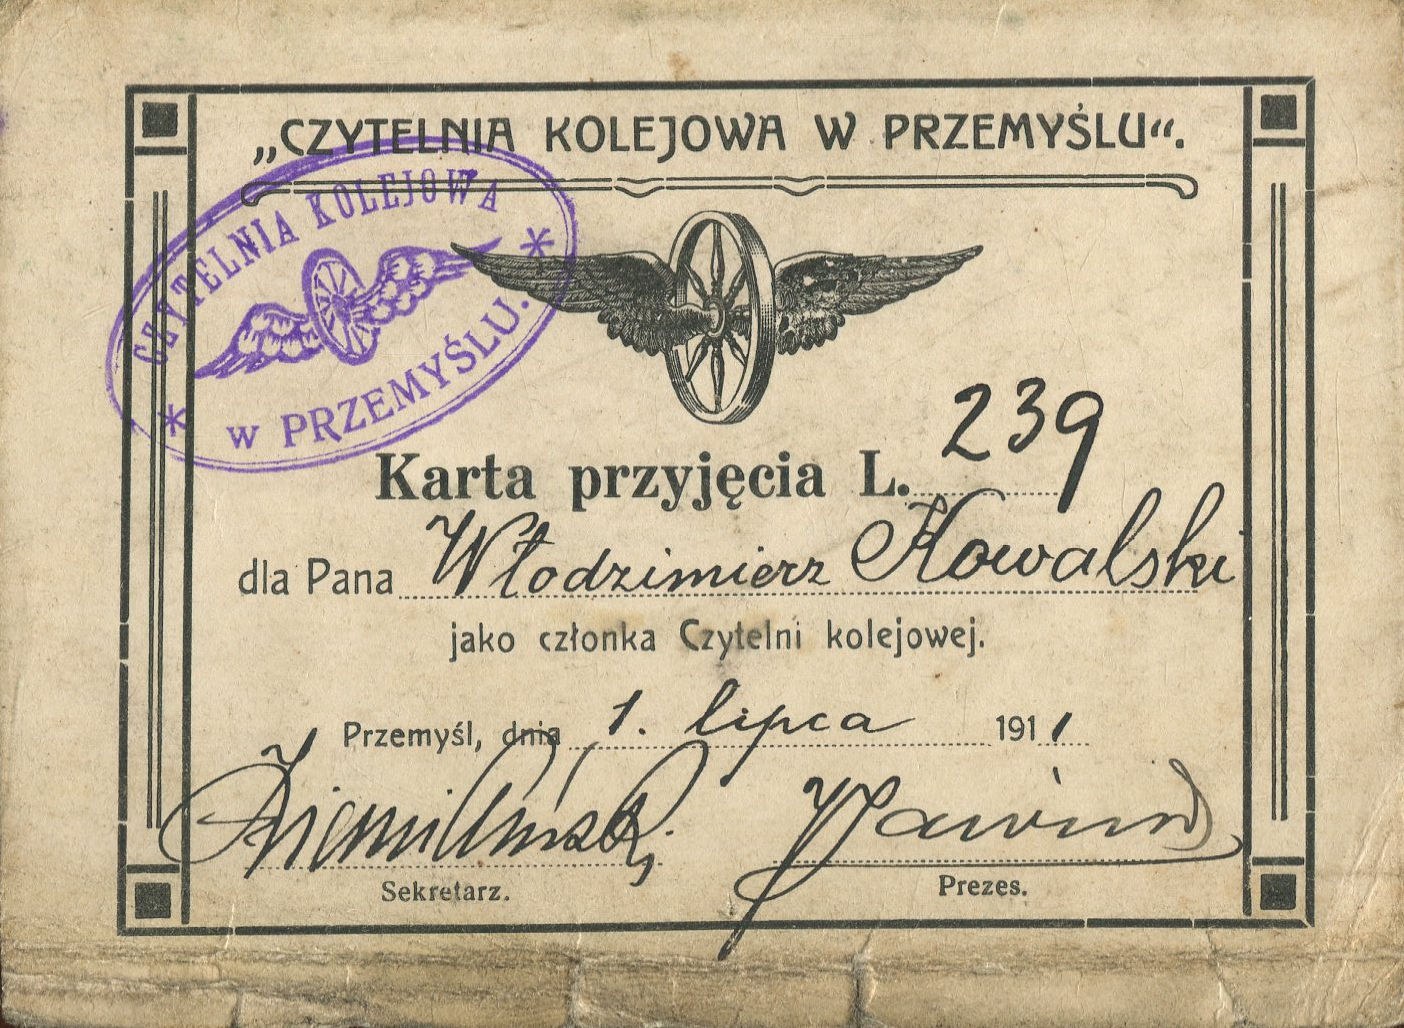 „CZYTELNIA KOLEJOWA W PRZEMYŚLU“.
CZYTELNIA KOLEJOWA
W PRZEMYŚLU.
Karta przyjęcia L. 239
dla Pana Włodzimierz Kowalski
jako członka Czytelni kolejowej.
Przemyśl, dnia 1. lipca 1911
Sekretarz.
Prezes.